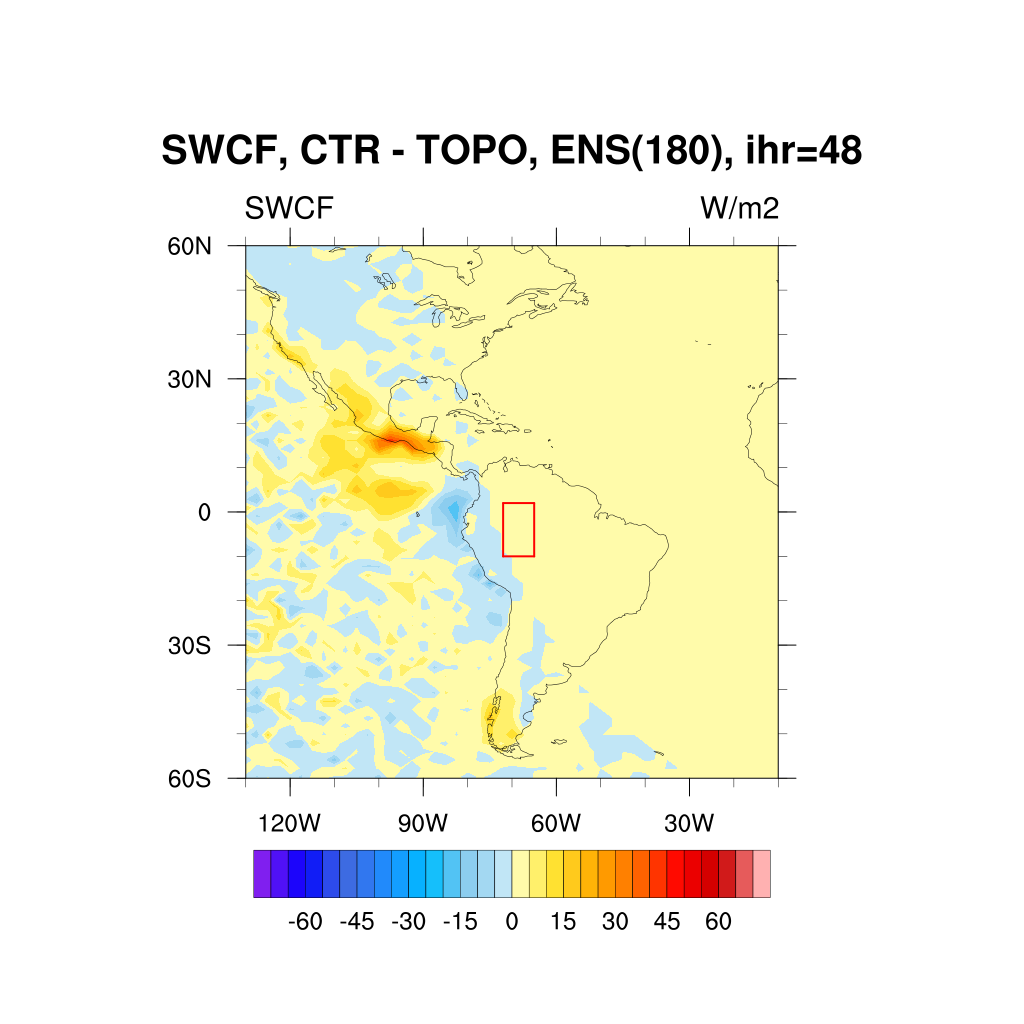 SWCF, CTR - TOPO, ENS(180), ihr=48
SWCF W/m2
60N
30N
0
30S
60S
120W 90W 60W 30W
-60 -45 -30 -15 0 15 30 45 60